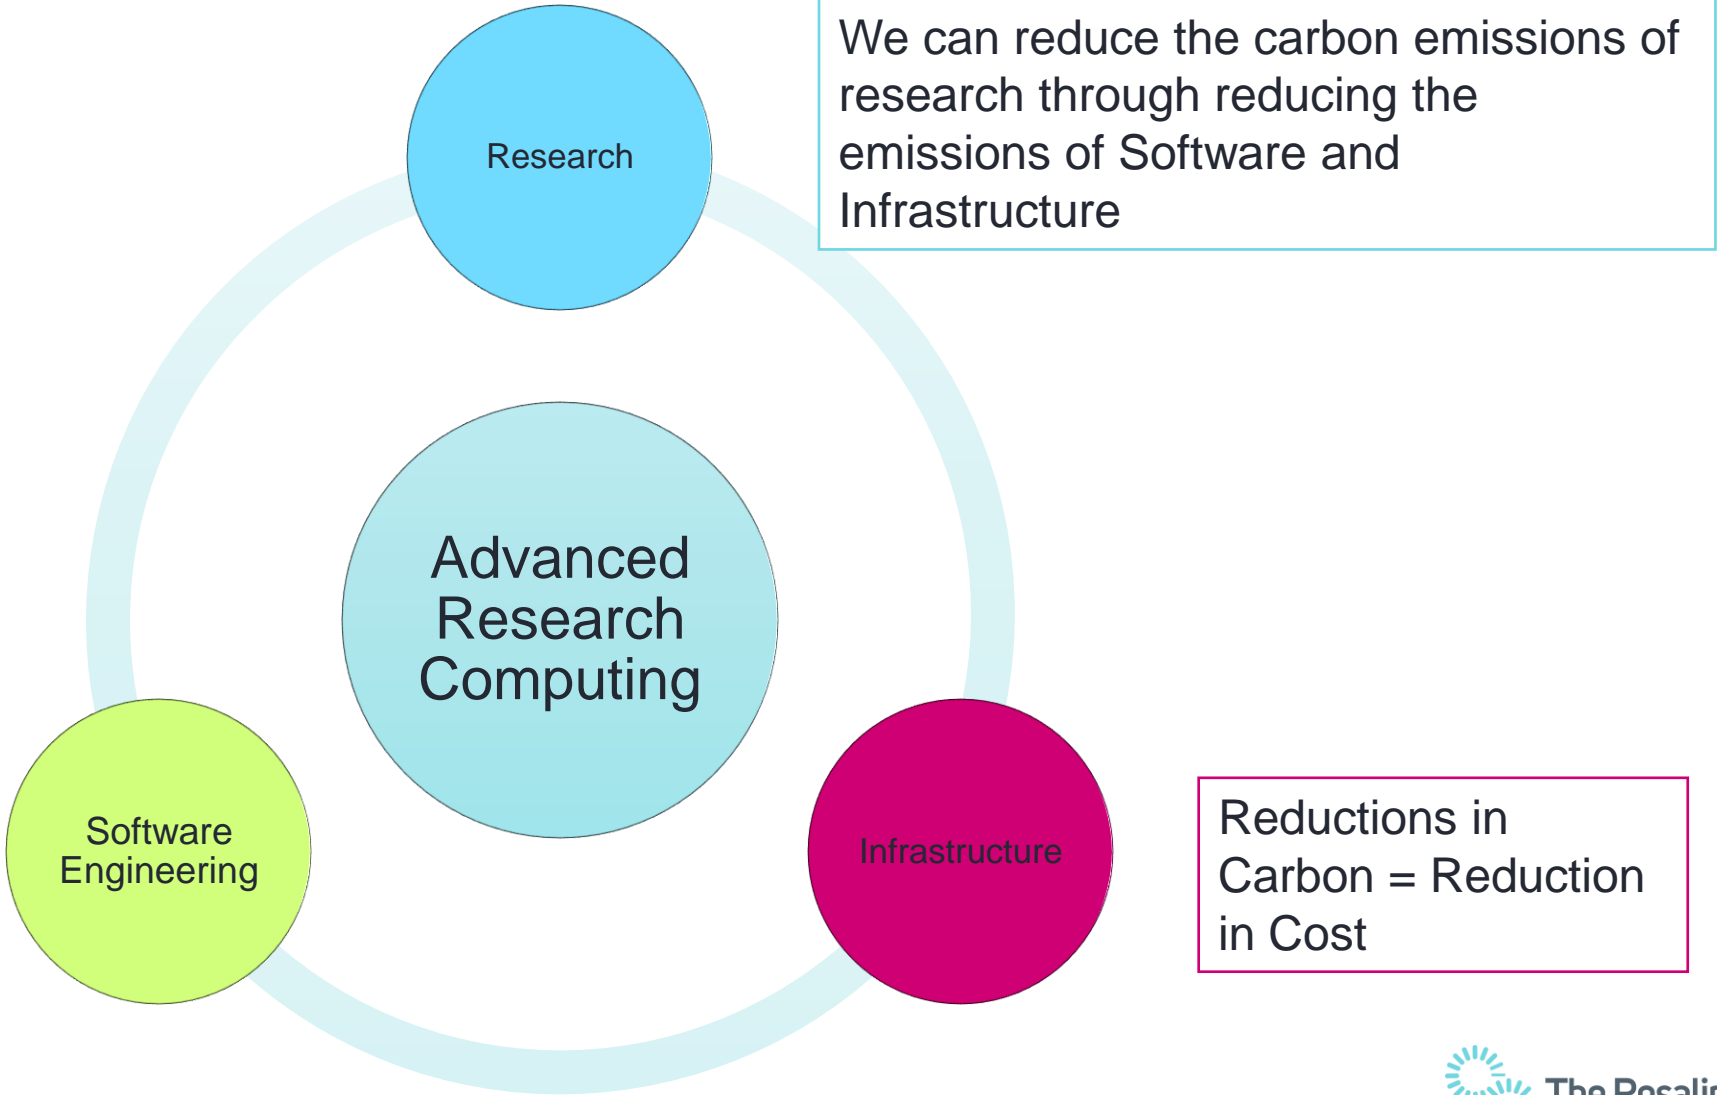 We can reduce the carbon emissions of
research through reducing the
emissions of Software and
Infrastructure
Research
Advanced
Research
Computing
Software
Engineering
Infrastructure
Reductions in
Carbon = Reduction
in Cost
The